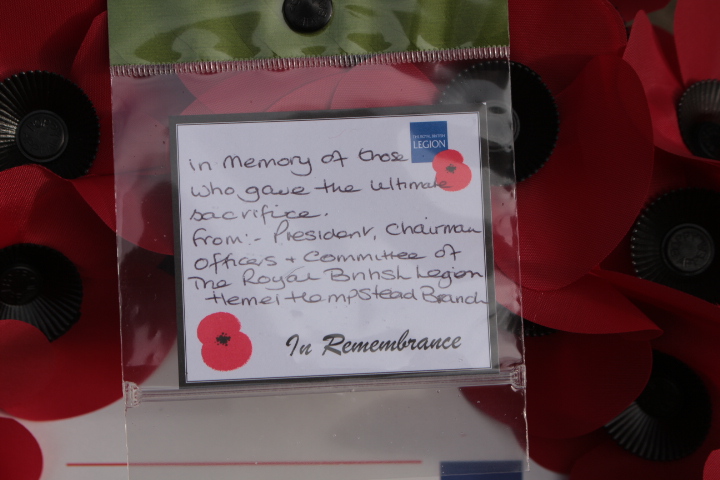 THE ROYAL BRITISH
LEGION
in memory of those
who gave the ultimate
sacrifice.
from:- President, Chairman
Officers + Committee of
The Royal British Legion
Hemel Hempstead Branch
In Remembrance